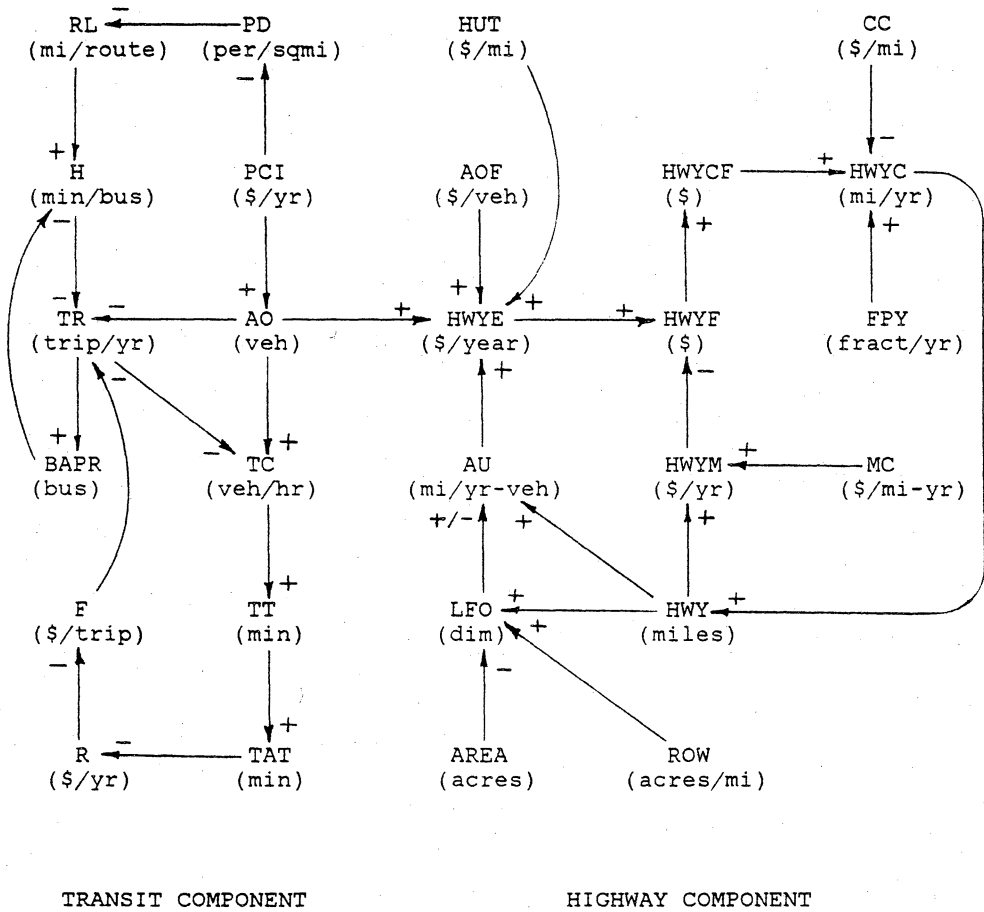 RL PD HUT CC
(mi/route) (per/sqmi) ($/mi) ($/mi)
H PCI AOF HWYCF HWYC
(min/bus) ($/yr) ($/veh) ($) (mi/yr)
TR AO HWYE HWYF FPY
(trip/yr) (veh) ($/year) ($) (fract/yr)
BAPR TC AU HWYM MC
(bus) (veh/hr) (mi/yr-veh) ($/yr) ($/mi-yr)
+/-
F TT LFO HWY
($/trip) (min) (dim) (miles)
R TAT AREA ROW
($/yr) (min) (acres) (acres/mi)
TRANSIT COMPONENT HIGHWAY COMPONENT